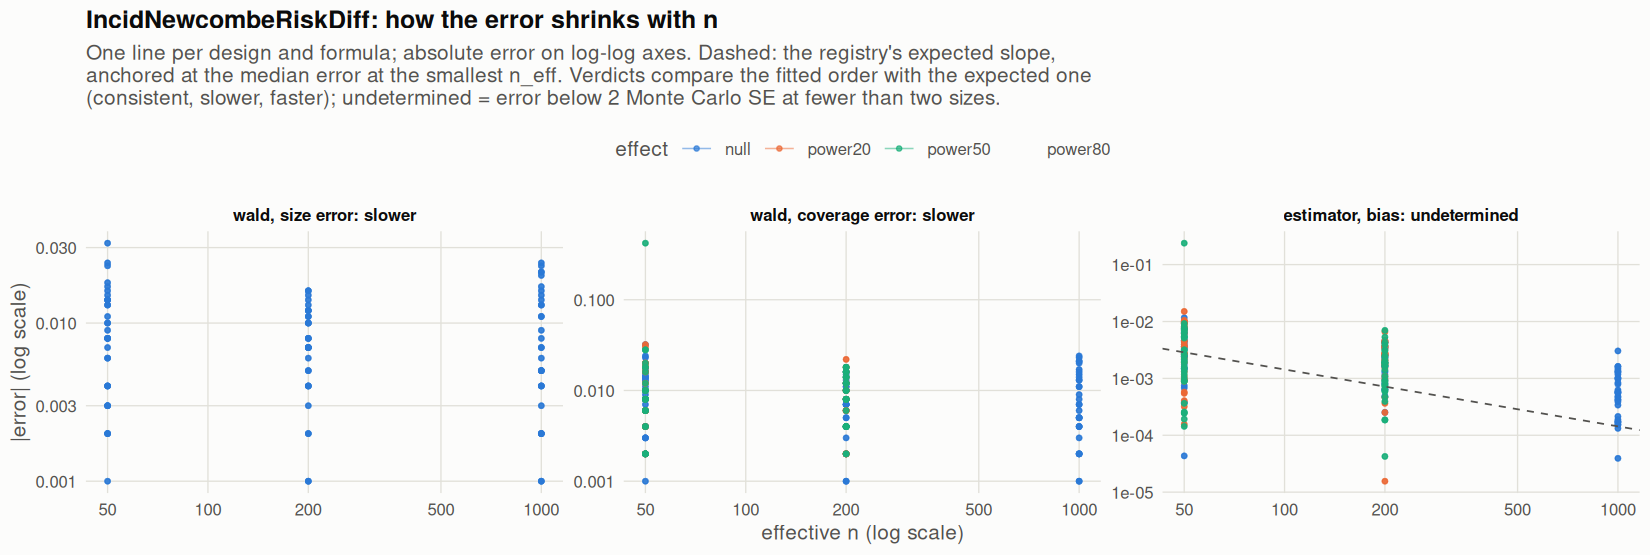 IncidNewcombeRiskDiff: how the error shrinks with n
One line per design and formula; absolute error on log-log axes. Dashed: the registry's expected slope,
anchored at the median error at the smallest n_eff. Verdicts compare the fitted order with the expected one
(consistent, slower, faster); undetermined = error below 2 Monte Carlo SE at fewer than two sizes.
effect null power20 power50 power80
wald, size error: slower
wald, coverage error: slower
estimator, bias: undetermined
|error| (log scale)
0.030
0.010
0.003
0.001
50 100 200 500 1000
0.100
0.010
0.001
50 100 200 500 1000
1e-01
1e-02
1e-03
1e-04
1e-05
50 100 200 500 1000
effective n (log scale)